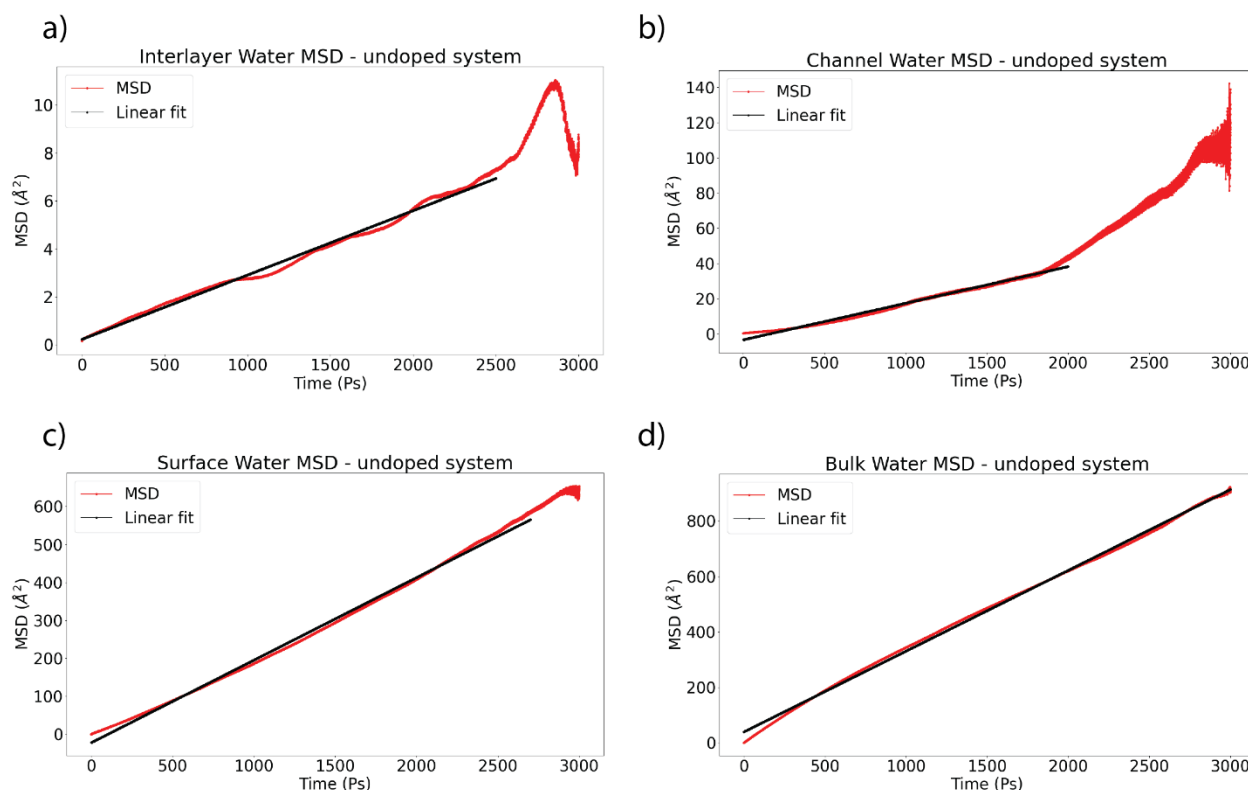 a)
Interlayer Water MSD - undoped system
MSD
Linear fit
10
8
6
4
2
0
MSD (Å²)
0 500 1000 1500 2000 2500 3000
Time (Ps)
b)
Channel Water MSD - undoped system
MSD
Linear fit
140
120
100
80
60
40
20
0
MSD (Å²)
0 500 1000 1500 2000 2500 3000
Time (Ps)
c)
Surface Water MSD - undoped system
MSD
Linear fit
600
500
400
300
200
100
0
MSD (Å²)
0 500 1000 1500 2000 2500 3000
Time (Ps)
d)
Bulk Water MSD - undoped system
MSD
Linear fit
800
600
400
200
0
MSD (Å²)
0 500 1000 1500 2000 2500 3000
Time (Ps)